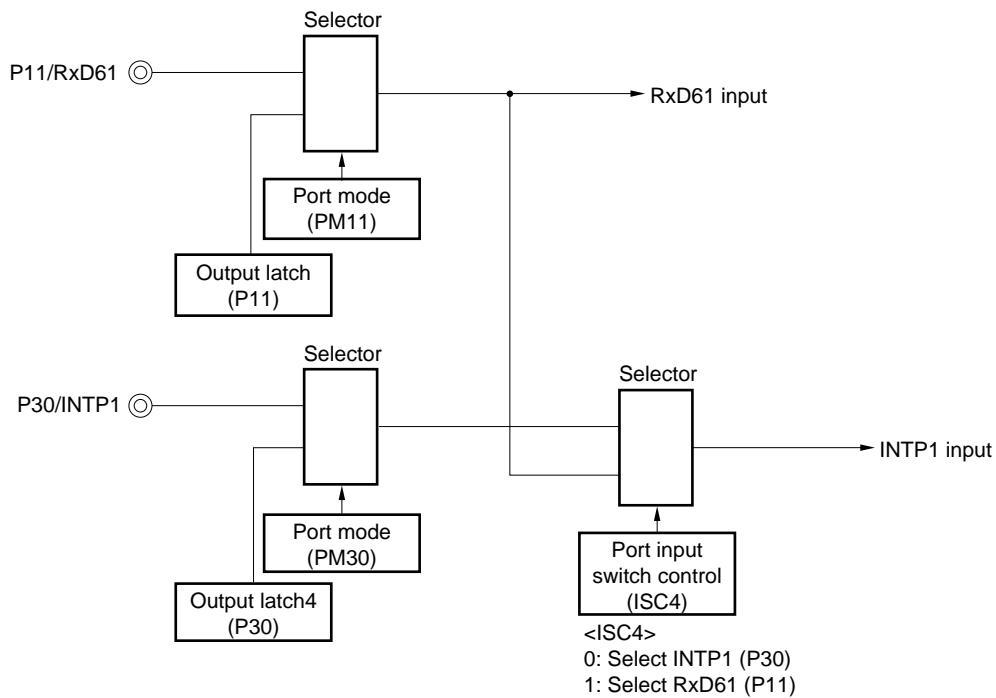 Selector
P11/RxD61
RxD61 input
Port mode
(PM11)
Output latch
(P11)
Selector
P30/INTP1
Selector
INTP1 input
Port mode
(PM30)
Output latch4
(P30)
Port input
switch control
(ISC4)
<ISC4>
0: Select INTP1 (P30)
1: Select RxD61 (P11)